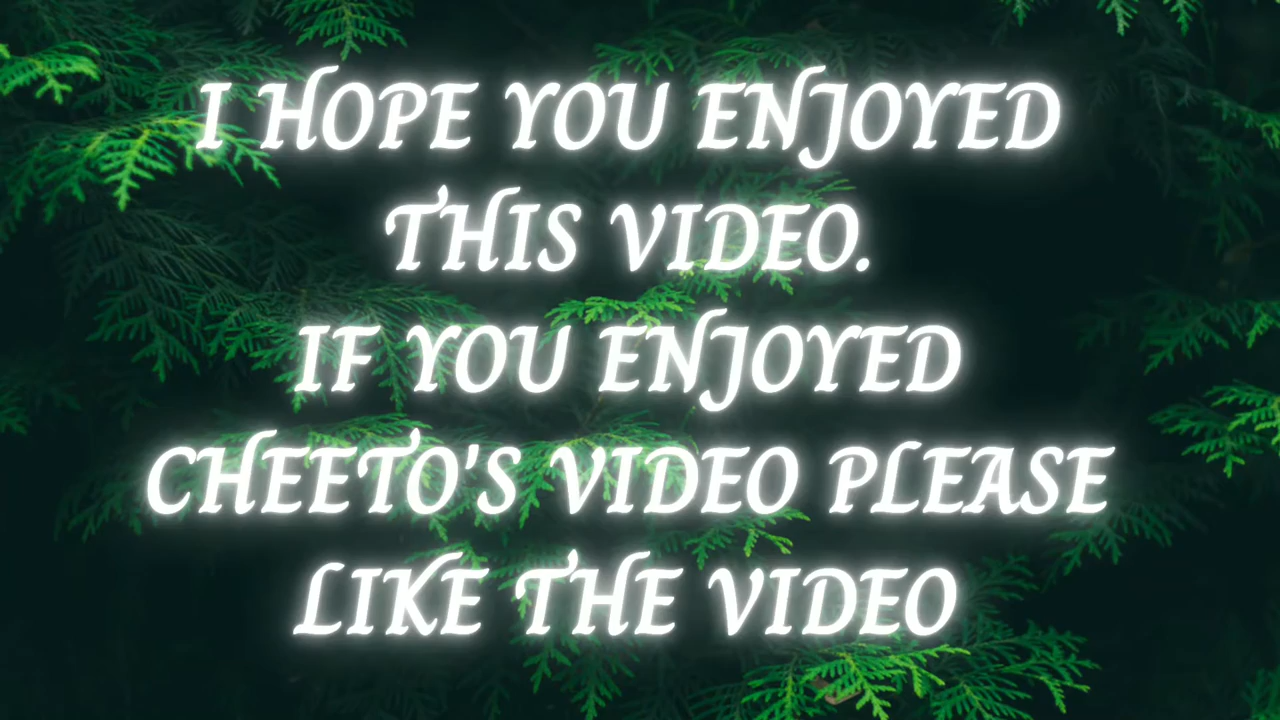 I HOPE YOU ENJOYED
THIS VIDEO.
IF YOU ENJOYED
CHEETO'S VIDEO PLEASE
LIKE THE VIDEO